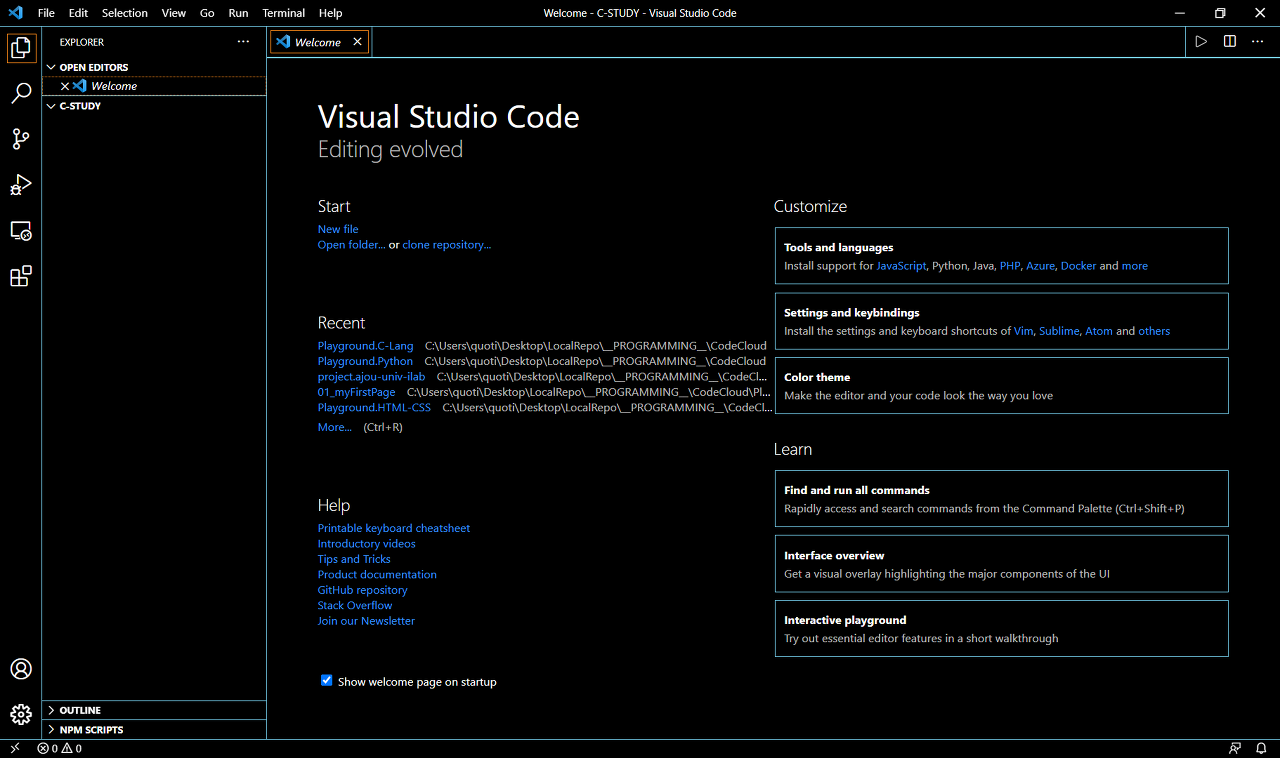 File Edit Selection View Go Run Terminal Help
Welcome - C-STUDY - Visual Studio Code
EXPLORER
OPEN EDITORS
Welcome
C-STUDY
OUTLINE
NPM SCRIPTS
Welcome
Visual Studio Code
Editing evolved
Start
New file
Open folder... or clone repository...
Recent
Playground.C-Lang C:\Users\quoti\Desktop\LocalRepo\__PROGRAMMING__\CodeCloud
Playground.Python C:\Users\quoti\Desktop\LocalRepo\__PROGRAMMING__\CodeCloud
project.ajou-univ-ilab C:\Users\quoti\Desktop\LocalRepo\__PROGRAMMING__\CodeCl...
01_myFirstPage C:\Users\quoti\Desktop\LocalRepo\__PROGRAMMING__\CodeCloud\Pl...
Playground.HTML-CSS C:\Users\quoti\Desktop\LocalRepo\__PROGRAMMING__\CodeCl...
More... (Ctrl+R)
Help
Printable keyboard cheatsheet
Introductory videos
Tips and Tricks
Product documentation
GitHub repository
Stack Overflow
Join our Newsletter
Show welcome page on startup
Customize
Tools and languages
Install support for JavaScript, Python, Java, PHP, Azure, Docker and more
Settings and keybindings
Install the settings and keyboard shortcuts of Vim, Sublime, Atom and others
Color theme
Make the editor and your code look the way you love
Learn
Find and run all commands
Rapidly access and search commands from the Command Palette (Ctrl+Shift+P)
Interface overview
Get a visual overlay highlighting the major components of the UI
Interactive playground
Try out essential editor features in a short walkthrough
0 0